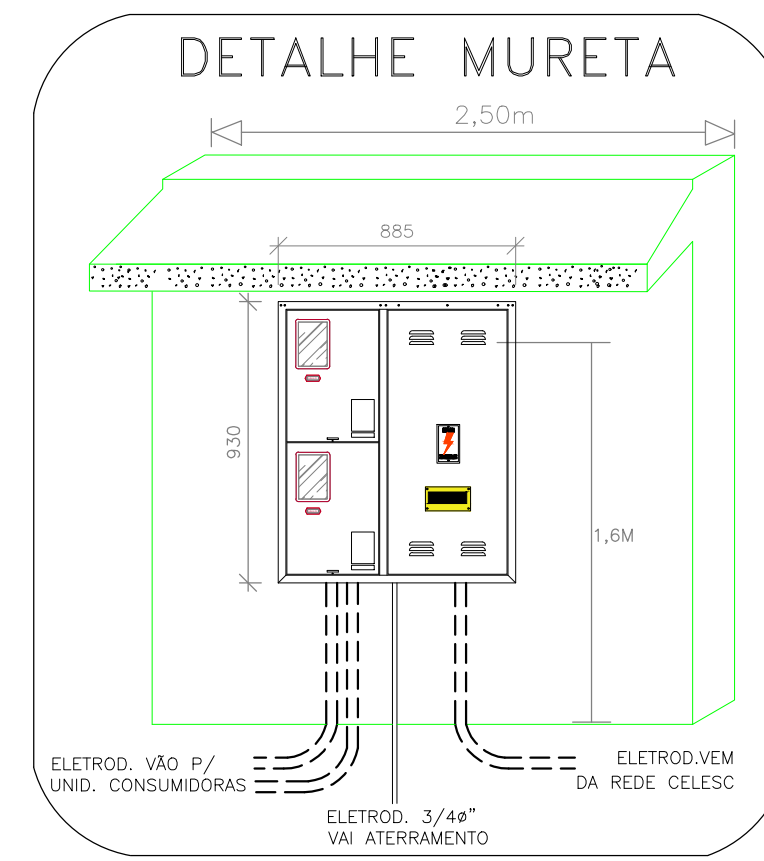 DETALHE MURETA
2,50m
885
930
1,6M
ELETROD. VÃO P/
UNID. CONSUMIDORAS
ELETROD.VEM
DA REDE CELESC
ELETROD. 3/4ø"
VAI ATERRAMENTO